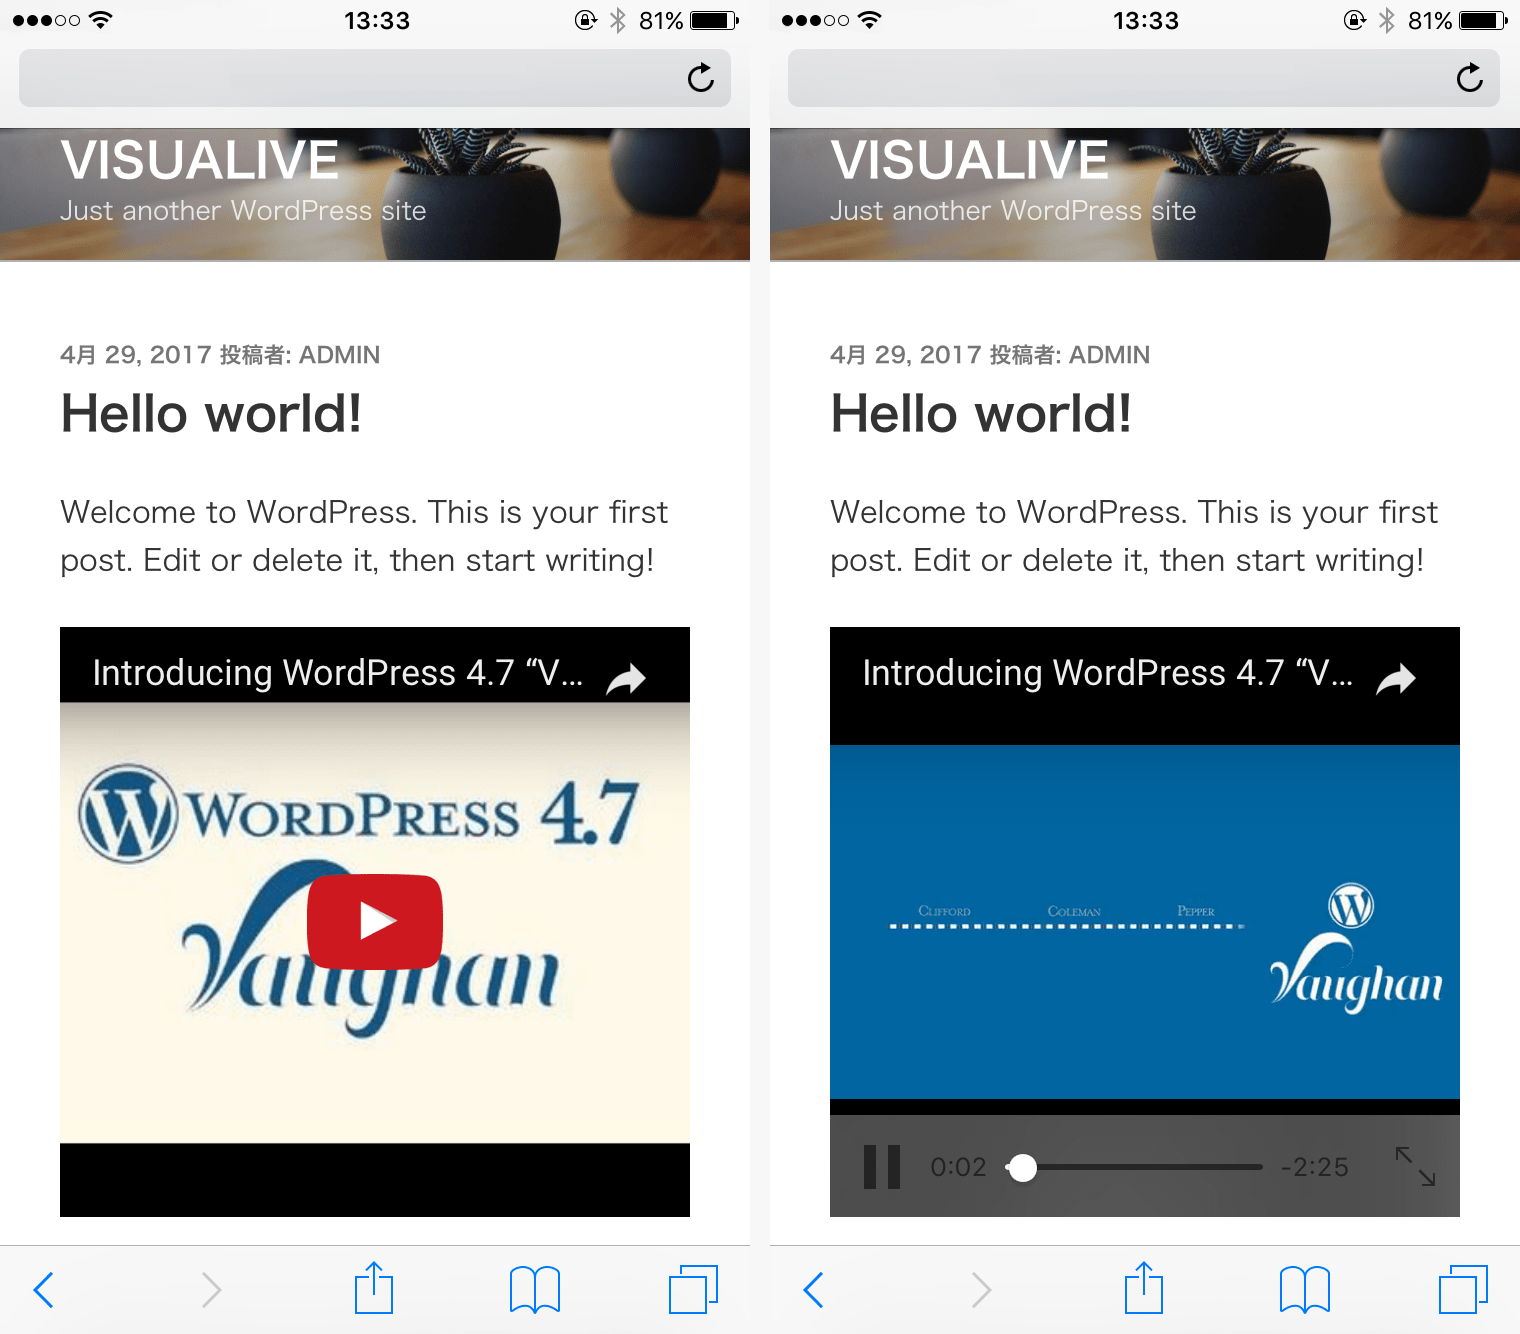 13:33
81%
VISUALIVE
Just another WordPress site
4月 29, 2017 投稿者: ADMIN
Hello world!
Welcome to WordPress. This is your first
post. Edit or delete it, then start writing!
Introducing WordPress 4.7 “V...
WORDPRESS 4.7
Vaughan
13:33
81%
VISUALIVE
Just another WordPress site
4月 29, 2017 投稿者: ADMIN
Hello world!
Welcome to WordPress. This is your first
post. Edit or delete it, then start writing!
Introducing WordPress 4.7 “V...
CLIFFORD COLEMAN PEPPER
Vaughan
0:02 -2:25